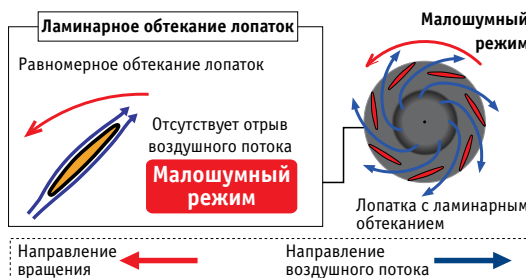 Ламинарное обтекание лопаток
Равномерное обтекание лопаток
Отсутствует отрыв
воздушного потока
Малошумный
режим
Малошумный
режим
Лопатка с ламинарным
обтеканием
Направление
вращения
Направление
воздушного потока